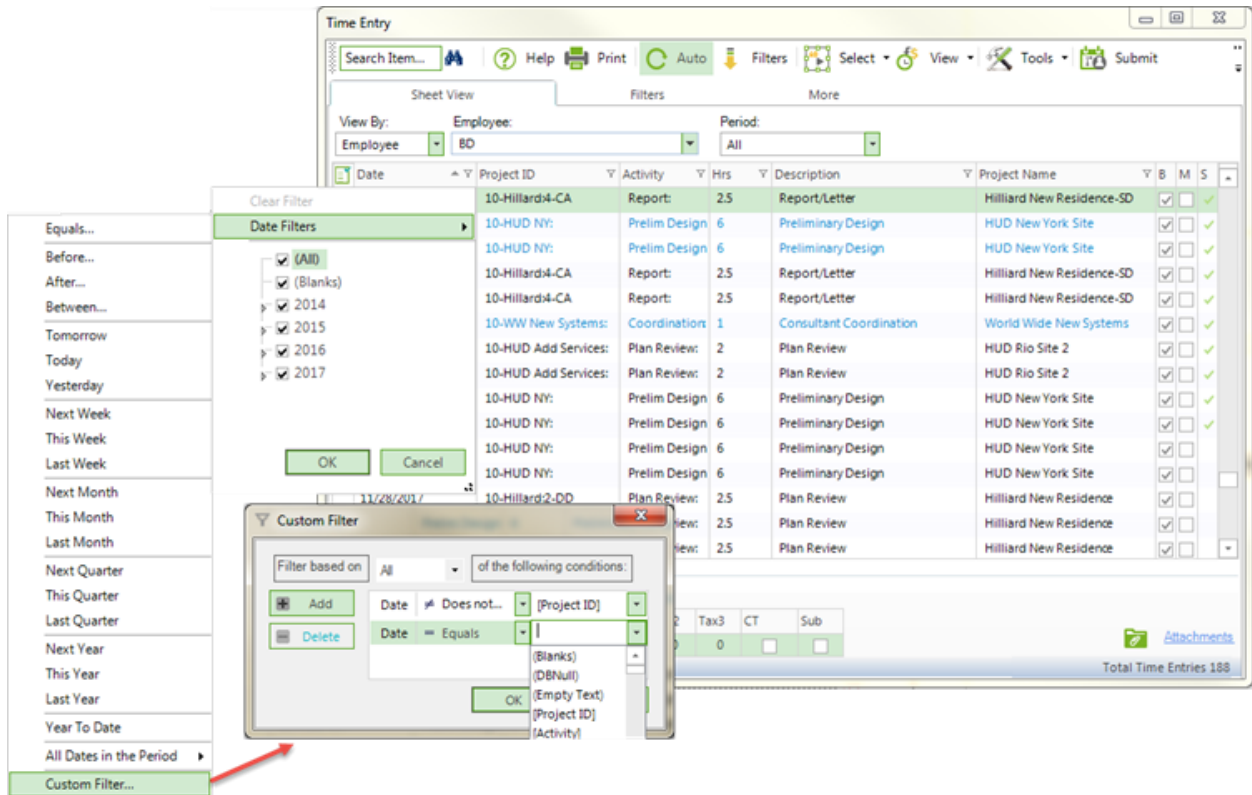 Time Entry
Search Item... Help Print Auto Filters Select View Tools Submit
Sheet View Filters More
View By: Employee: Period:
Employee BD All
Date Project ID Activity Hrs Description Project Name B M S
10-Hillard:4-CA Report: 2.5 Report/Letter Hilliard New Residence-SD
10-HUD NY: Prelim Design 6 Preliminary Design HUD New York Site
10-HUD NY: Prelim Design 6 Preliminary Design HUD New York Site
10-Hillard:4-CA Report: 2.5 Report/Letter Hilliard New Residence-SD
10-Hillard:4-CA Report: 2.5 Report/Letter Hilliard New Residence-SD
10-WW New Systems: Coordination: 1 Consultant Coordination World Wide New Systems
10-HUD Add Services: Plan Review: 2 Plan Review HUD Rio Site 2
10-HUD Add Services: Plan Review: 2 Plan Review HUD Rio Site 2
10-HUD NY: Prelim Design 6 Preliminary Design HUD New York Site
10-HUD NY: Prelim Design 6 Preliminary Design HUD New York Site
10-HUD NY: Prelim Design 6 Preliminary Design HUD New York Site
10-HUD NY: Prelim Design 6 Preliminary Design HUD New York Site
11/28/2017 10-Hillard:2-DD Plan Review: 2.5 Plan Review Hilliard New Residence
iew: 2.5 Plan Review Hilliard New Residence
iew: 2.5 Plan Review Hilliard New Residence
Tax3 CT Sub
0
Attachments
Total Time Entries 188
Clear Filter
Date Filters
(All)
(Blanks)
2014
2015
2016
2017
OK Cancel
Equals...
Before...
After...
Between...
Tomorrow
Today
Yesterday
Next Week
This Week
Last Week
Next Month
This Month
Last Month
Next Quarter
This Quarter
Last Quarter
Next Year
This Year
Last Year
Year To Date
All Dates in the Period
Custom Filter...
Custom Filter
Filter based on All of the following conditions:
Add Date ≠ Does not... [Project ID]
Delete Date = Equals
(Blanks)
(DBNull)
(Empty Text)
[Project ID]
[Activity]
OK